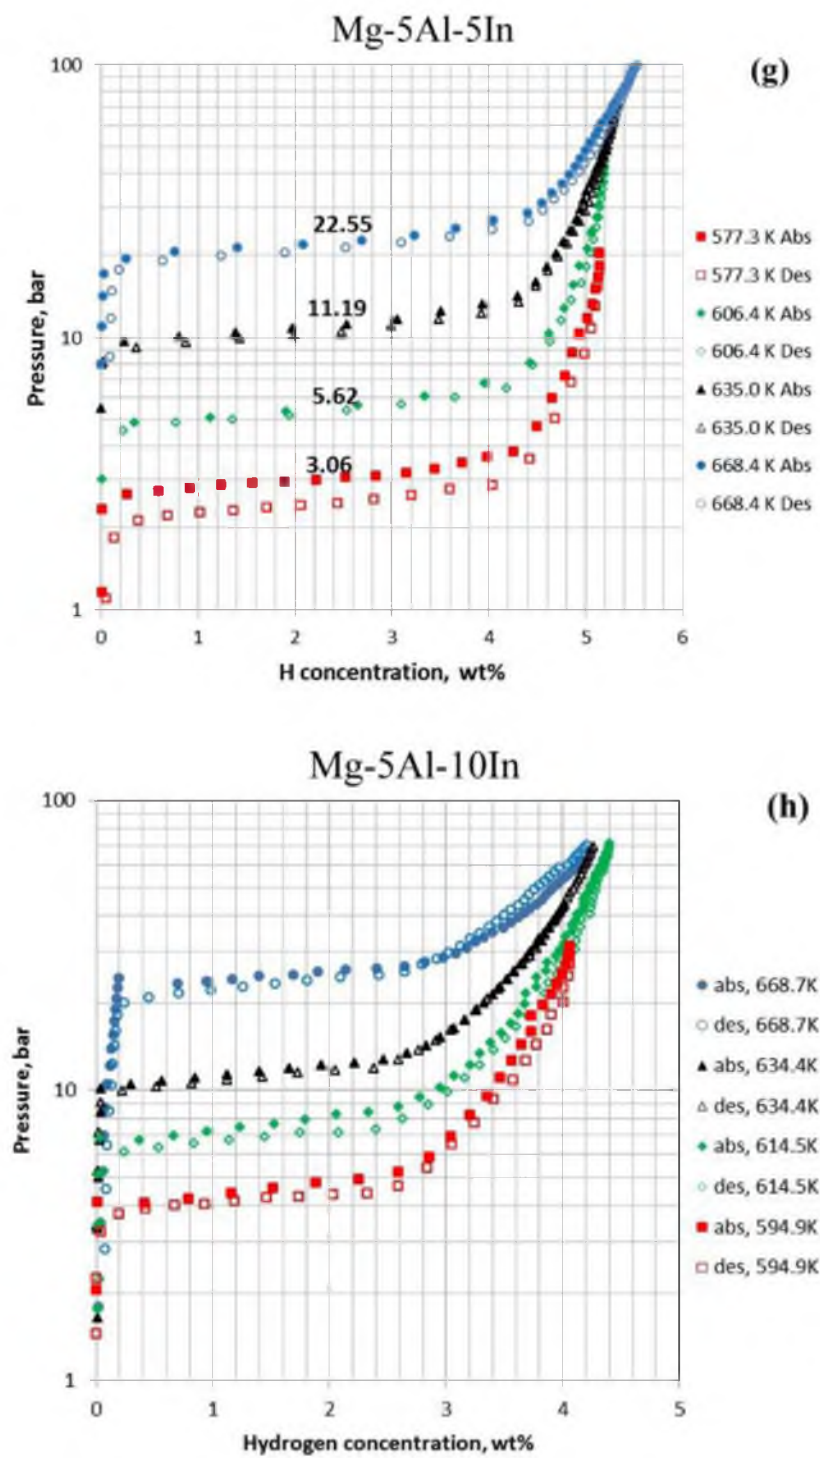 Mg-5Al-5In
(g)
100
10
1
Pressure, bar
22.55
11.19
5.62
3.06
0 1 2 3 4 5 6
H concentration, wt%
577.3 K Abs
577.3 K Des
606.4 K Abs
606.4 K Des
635.0 K Abs
635.0 K Des
668.4 K Abs
668.4 K Des
Mg-5Al-10In
(h)
100
10
1
Pressure, bar
0 1 2 3 4 5
Hydrogen concentration, wt%
abs, 668.7K
des, 668.7K
abs, 634.4K
des, 634.4K
abs, 614.5K
des, 614.5K
abs, 594.9K
des, 594.9K